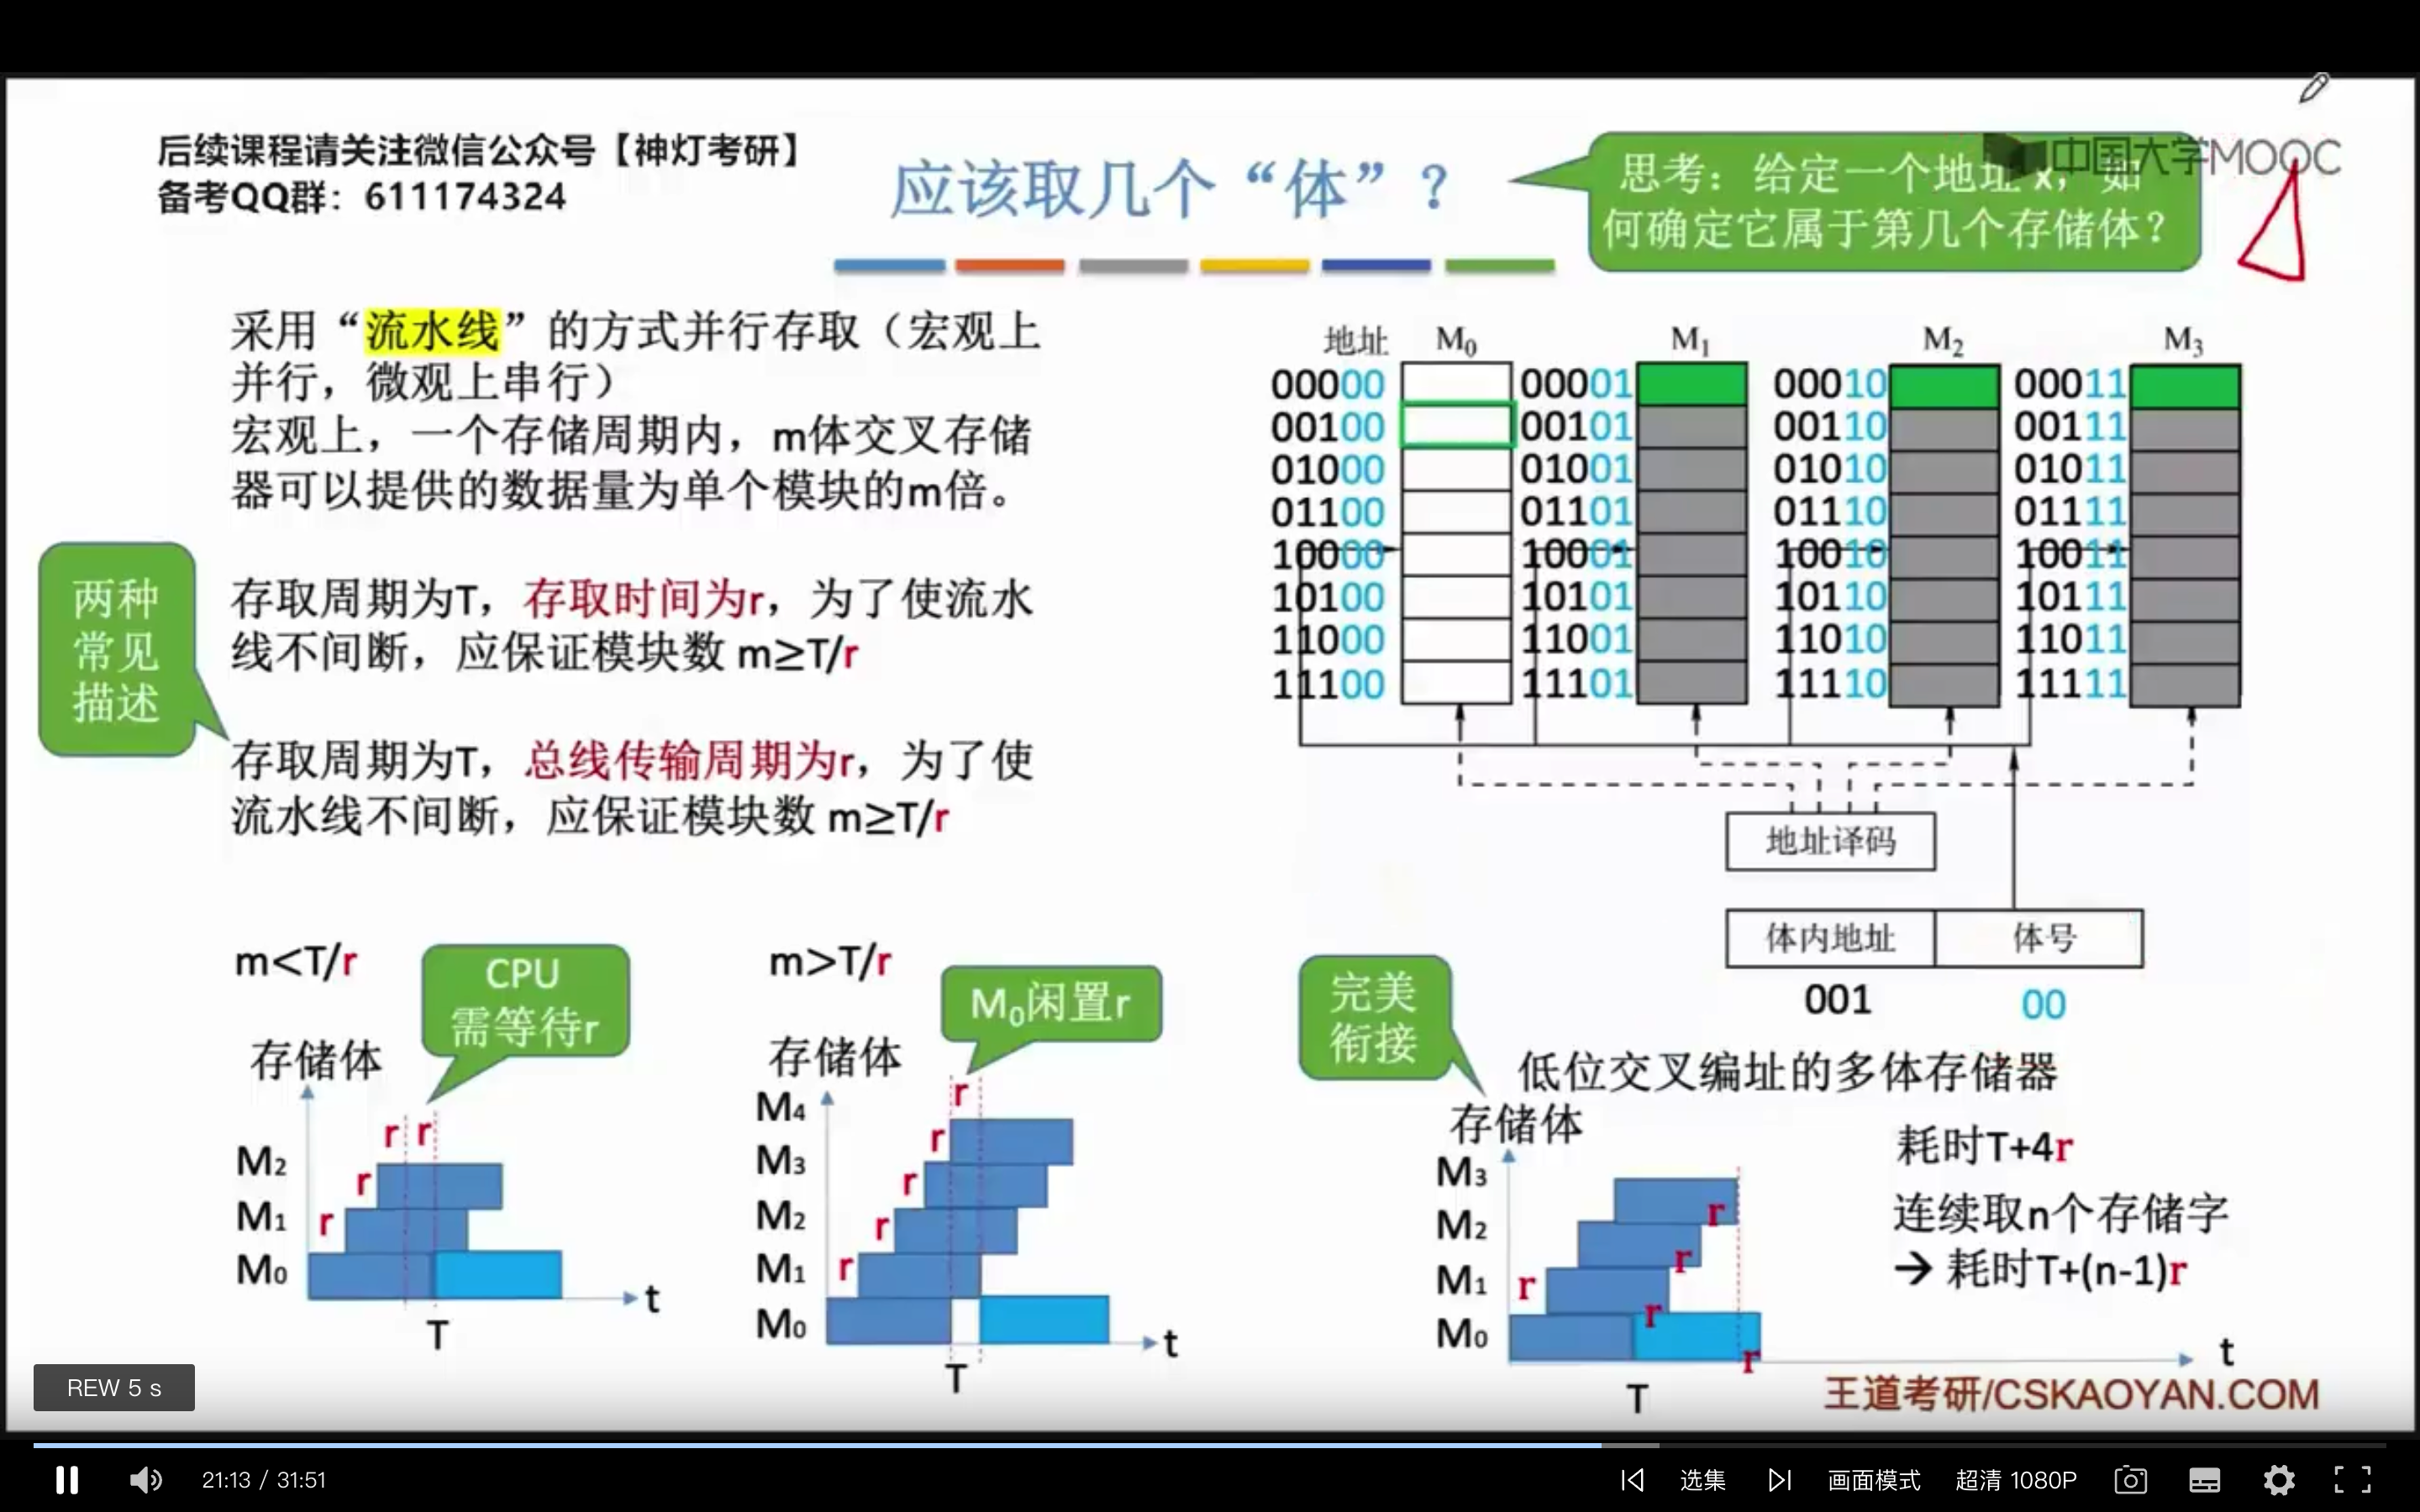 后续课程请关注微信公众号【神灯考研】
备考QQ群：611174324
应该取几个“体”？
思考：给定一个地址 x，如
何确定它属于第几个存储体？
中国大学MOOC
采用“流水线”的方式并行存取（宏观上
并行，微观上串行）
宏观上，一个存储周期内，m体交叉存储
器可以提供的数据量为单个模块的m倍。
两种
常见
描述
存取周期为T，存取时间为r，为了使流水
线不间断，应保证模块数 m≥T/r
存取周期为T，总线传输周期为r，为了使
流水线不间断，应保证模块数 m≥T/r
地址 M0 M1 M2 M3
00000 00001 00010 00011
00100 00101 00110 00111
01000 01001 01010 01011
01100 01101 01110 01111
10000 10001 10010 10011
10100 10101 10110 10111
11000 11001 11010 11011
11100 11101 11110 11111
地址译码
体内地址 体号
001 00
低位交叉编址的多体存储器
m<T/r
CPU
需等待r
存储体
r r
M2 r
M1 r
M0
t
T
m>T/r
M0闲置r
存储体
r
M4 r
M3 r
M2 r
M1 r
M0
t
T
完美
衔接
存储体
M3 r
M2 r
M1 r r
M0 r
t
T
耗时T+4r
连续取n个存储字
→ 耗时T+(n-1)r
王道考研/CSKAOYAN.COM
REW 5 s
21:13 / 31:51
选集 画面模式 超清 1080P